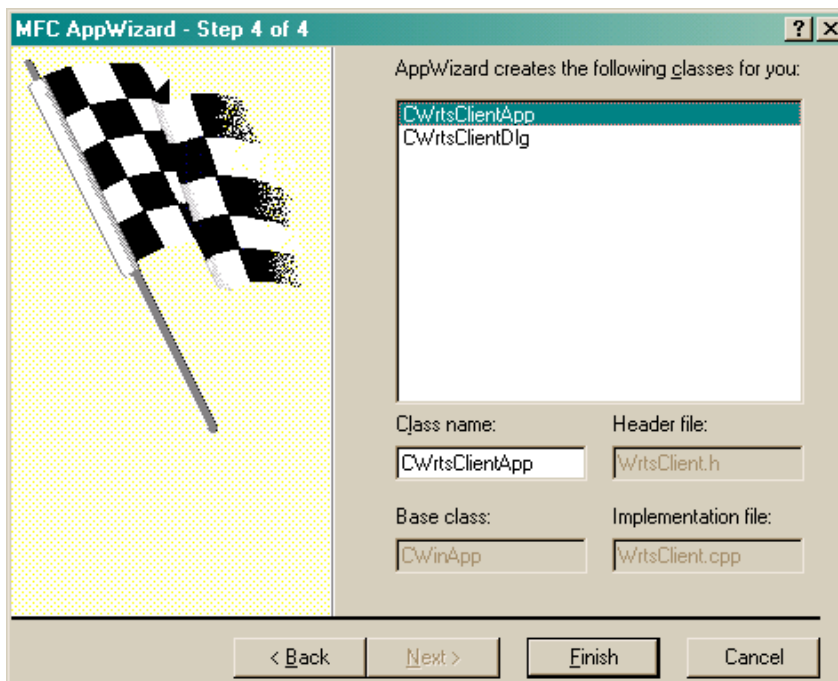 MFC AppWizard - Step 4 of 4
AppWizard creates the following classes for you:
CWrtsClientApp
CWrtsClientDlg
Class name:
Header file:
CWrtsClientApp
WrtsClient.h
Base class:
Implementation file:
CWinApp
WrtsClient.cpp
< Back
Next >
Finish
Cancel